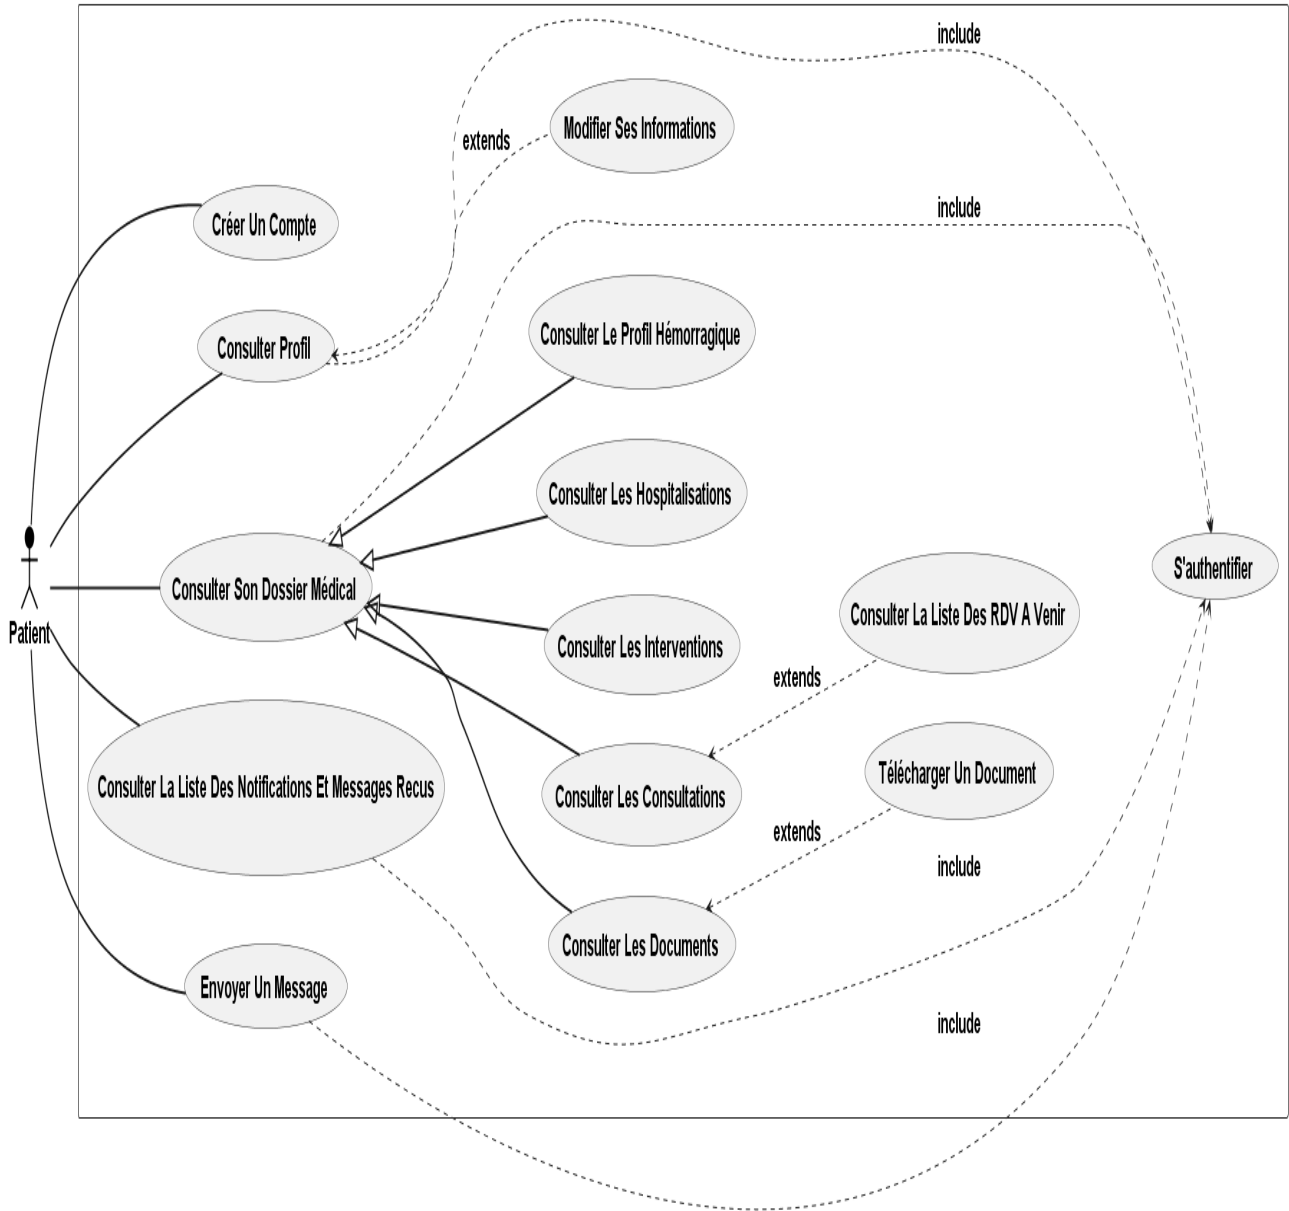 include
Modifier Ses Informations
extends
include
Créer Un Compte
Consulter Le Profil Hémorragique
Consulter Profil
Consulter Les Hospitalisations
S'authentifier
Consulter Son Dossier Médical
Consulter La Liste Des RDV A Venir
Patient
Consulter Les Interventions
extends
Télécharger Un Document
Consulter La Liste Des Notifications Et Messages Recus
Consulter Les Consultations
extends
include
Consulter Les Documents
Envoyer Un Message
include